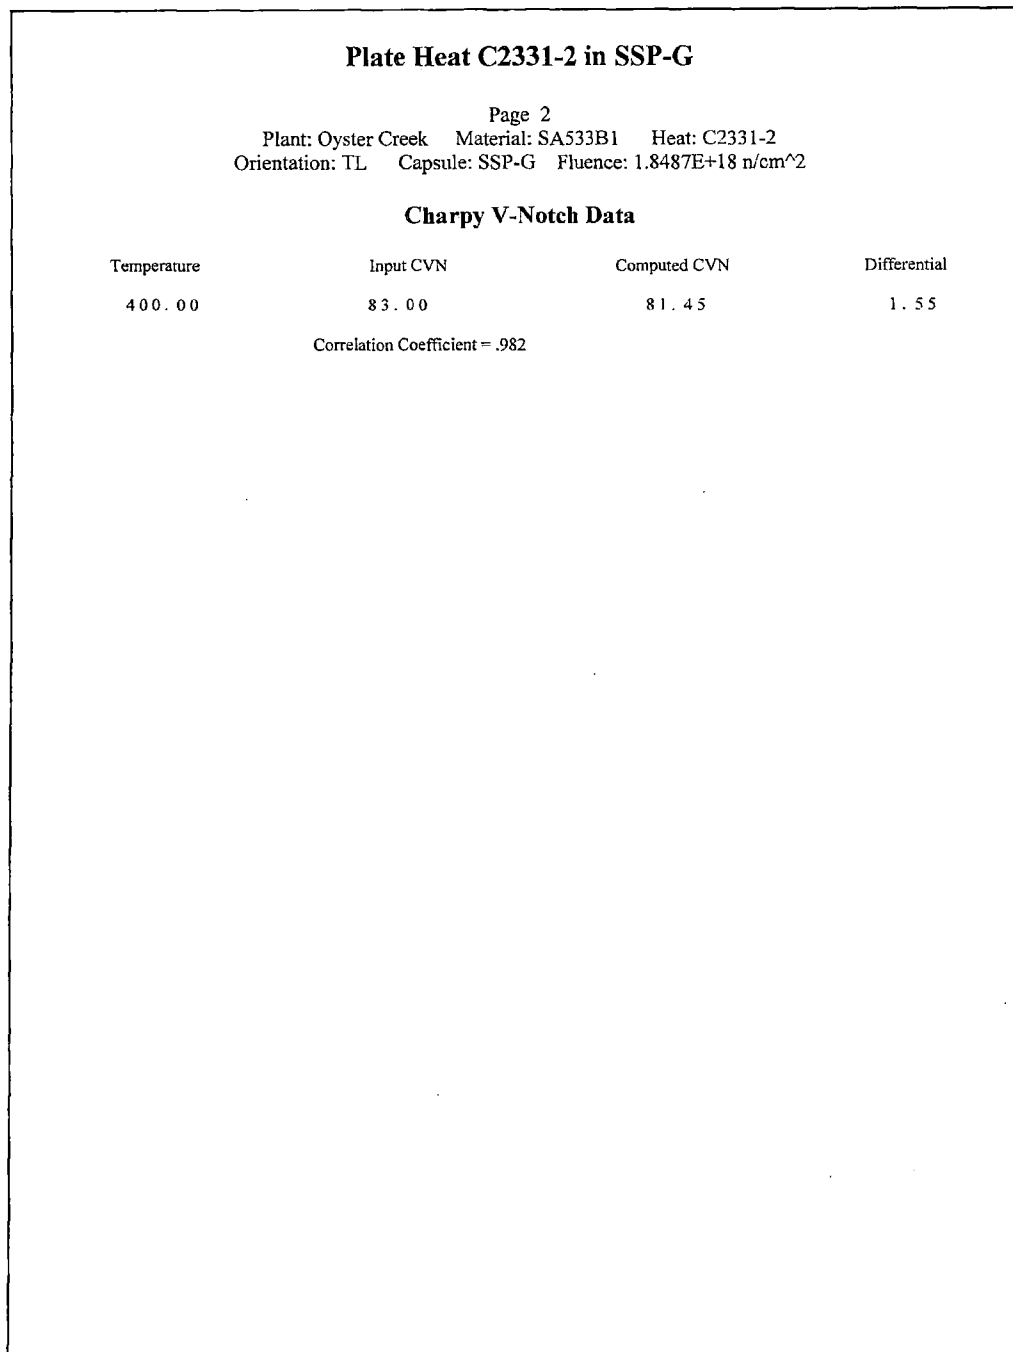 Plate Heat C2331-2 in SSP-G
Page 2
Plant: Oyster Creek Material: SA533B1 Heat: C2331-2
Orientation: TL Capsule: SSP-G Fluence: 1.8487E+18 n/cm^2
Charpy V-Notch Data
Temperature Input CVN Computed CVN Differential
400.00 83.00 81.45 1.55
Correlation Coefficient = .982